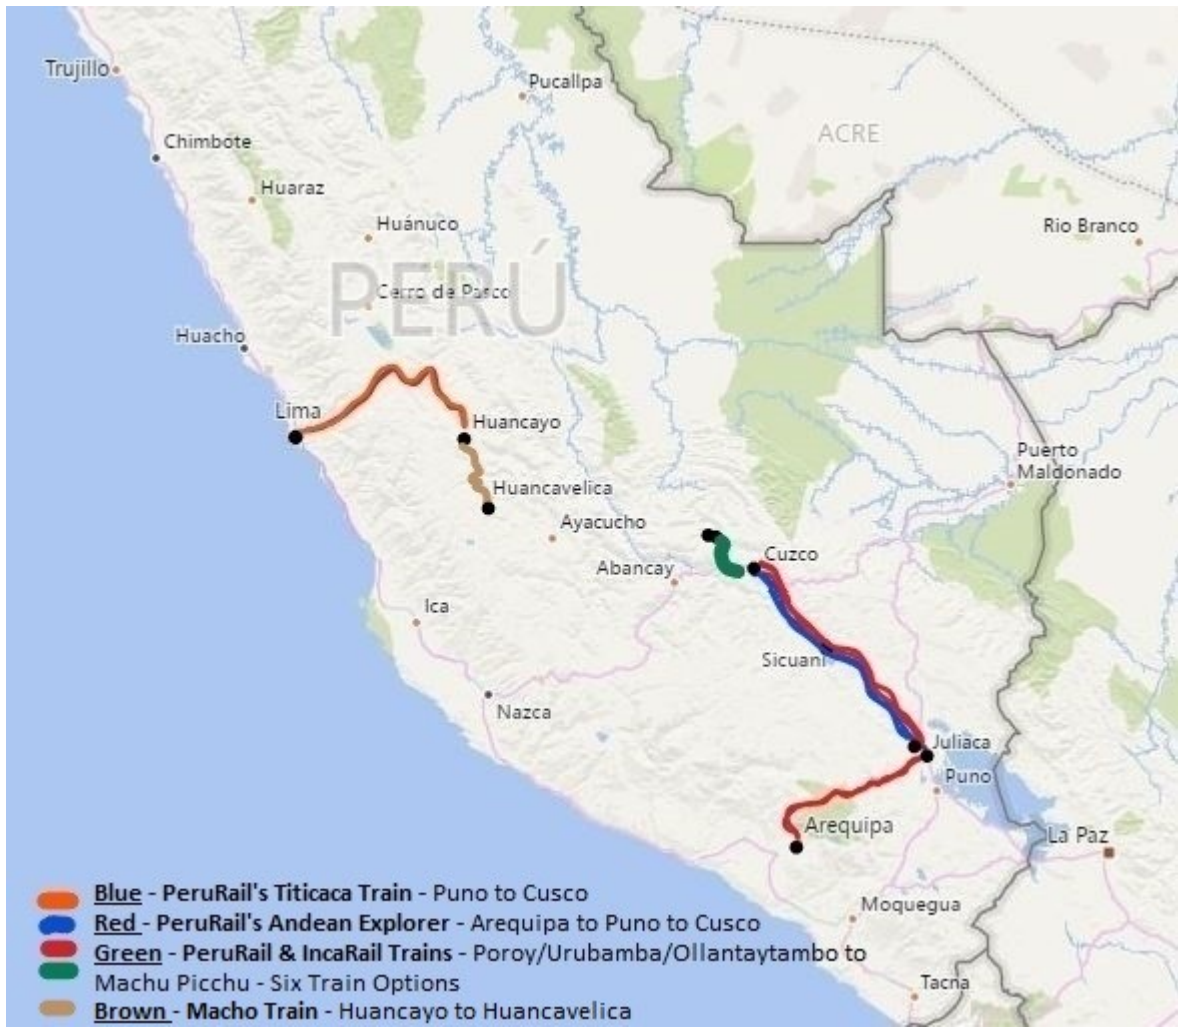 Trujillo
Pucallpa
Chimbote
ACRE
Huaraz
Huánuco
Rio Branco
PERÚ
Cerro de Pasco
Huacho
Lima
Huancayo
Puerto
Maldonado
Huancavelica
Ayacucho
Cuzco
Abancay
Ica
Sicuani
Nazca
Juliaca
Puno
Arequipa
La Paz
Blue - PeruRail's Titicaca Train - Puno to Cusco
Red - PeruRail's Andean Explorer - Arequipa to Puno to Cusco
Green - PeruRail & IncaRail Trains - Poroy/Urubamba/Ollantaytambo to
Machu Picchu - Six Train Options
Brown - Macho Train - Huancayo to Huancavelica
Moquegua
Tacna